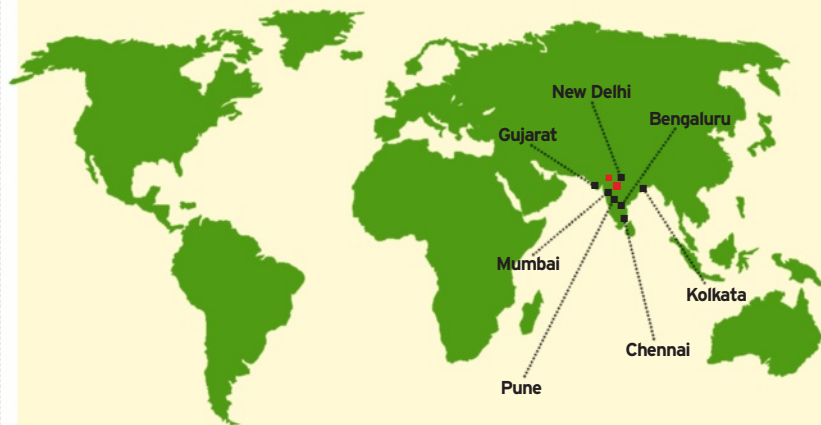 New Delhi
Bengaluru
Gujarat
Mumbai
Kolkata
Chennai
Pune